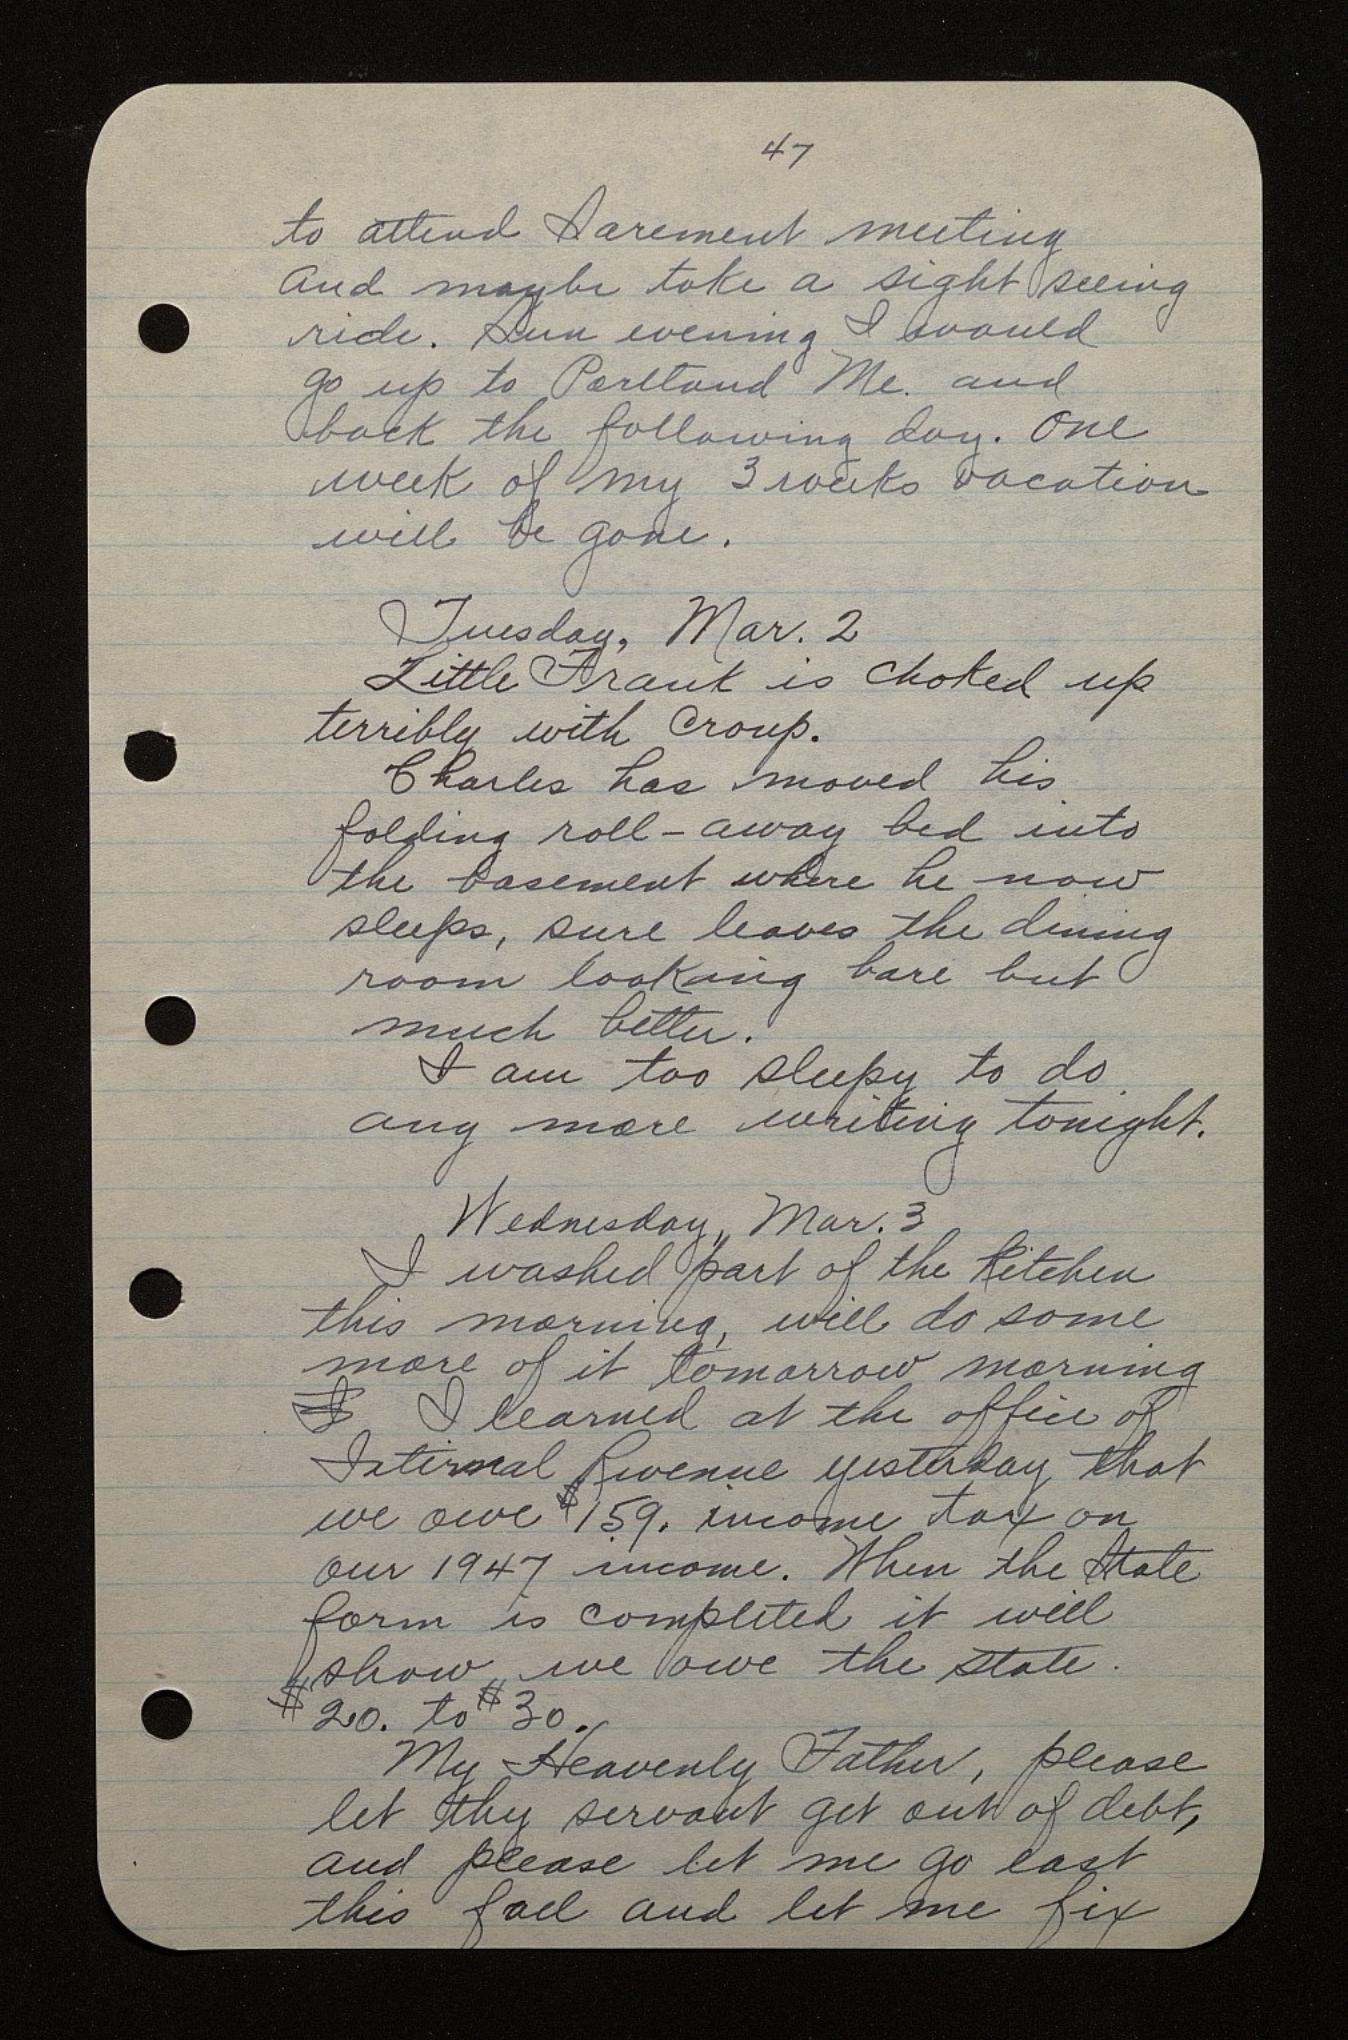 47
to attend Sarement meeting
and maybe take a sight seeing
ride. Sun evening I would
go up to Portland Me. and
back the following day. One
week of my 3 weeks vacation
will be gone.
Tuesday, Mar. 2
Little Frank is choked up
terribly with croup.
Charles has moved his
folding roll-away bed into
the basement where he now
sleeps, sure leaves the dining
room looking bare but
much better.
I am too sleepy to do
any more writing tonight.
Wednesday, Mar. 3
I washed part of the kitchen
this morning, will do some
more of it tomorrow morning
I I learned at the office of
Internal Revenue yesterday that
we owe $159. income tax on
our 1947 income. When the State
form is completed it will
show we owe the state
$20. to $30.
My Heavenly Father, please
let thy servant get out of debt,
and please let me go east
this fall and let me fix